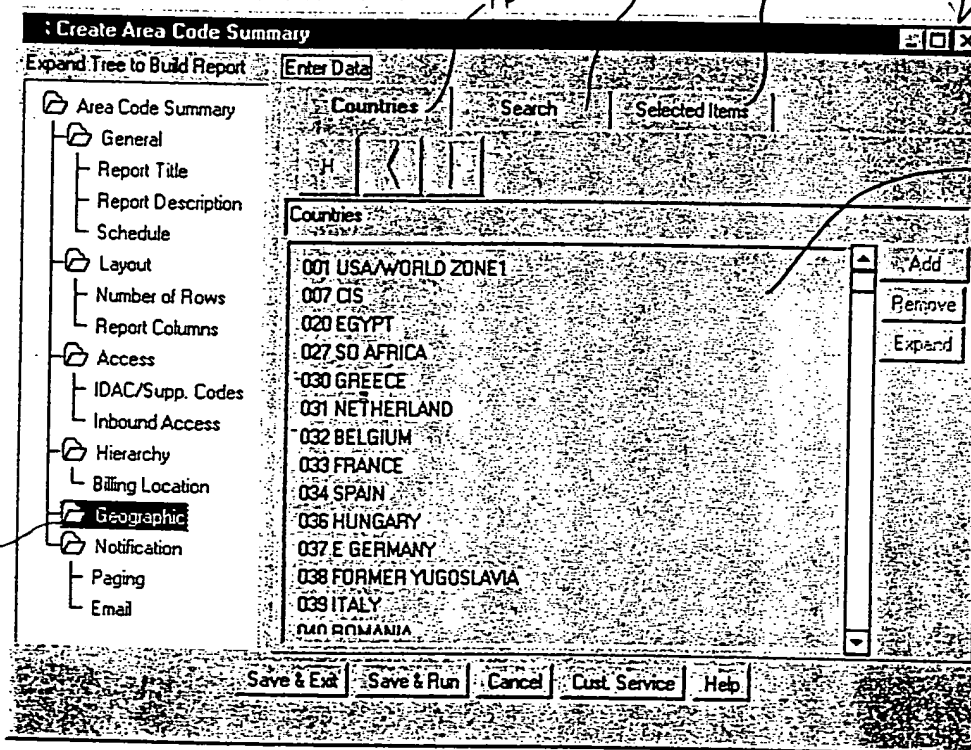 : Create Area Code Summary
Expand Tree to Build Report
Enter Data
Area Code Summary
General
Report Title
Report Description
Schedule
Layout
Number of Rows
Report Columns
Access
IDAC/Supp. Codes
Inbound Access
Hierarchy
Billing Location
Geographic
Notification
Paging
Email
Countries
Search
Selected Items
H
Countries
001 USA/WORLD ZONE1
007 CIS
020 EGYPT
027 SO AFRICA
030 GREECE
031 NETHERLAND
032 BELGIUM
033 FRANCE
034 SPAIN
036 HUNGARY
037 E GERMANY
038 FORMER YUGOSLAVIA
039 ITALY
040 ROMANIA
Add
Remove
Expand
Save & Exit
Save & Run
Cancel
Cust. Service
Help